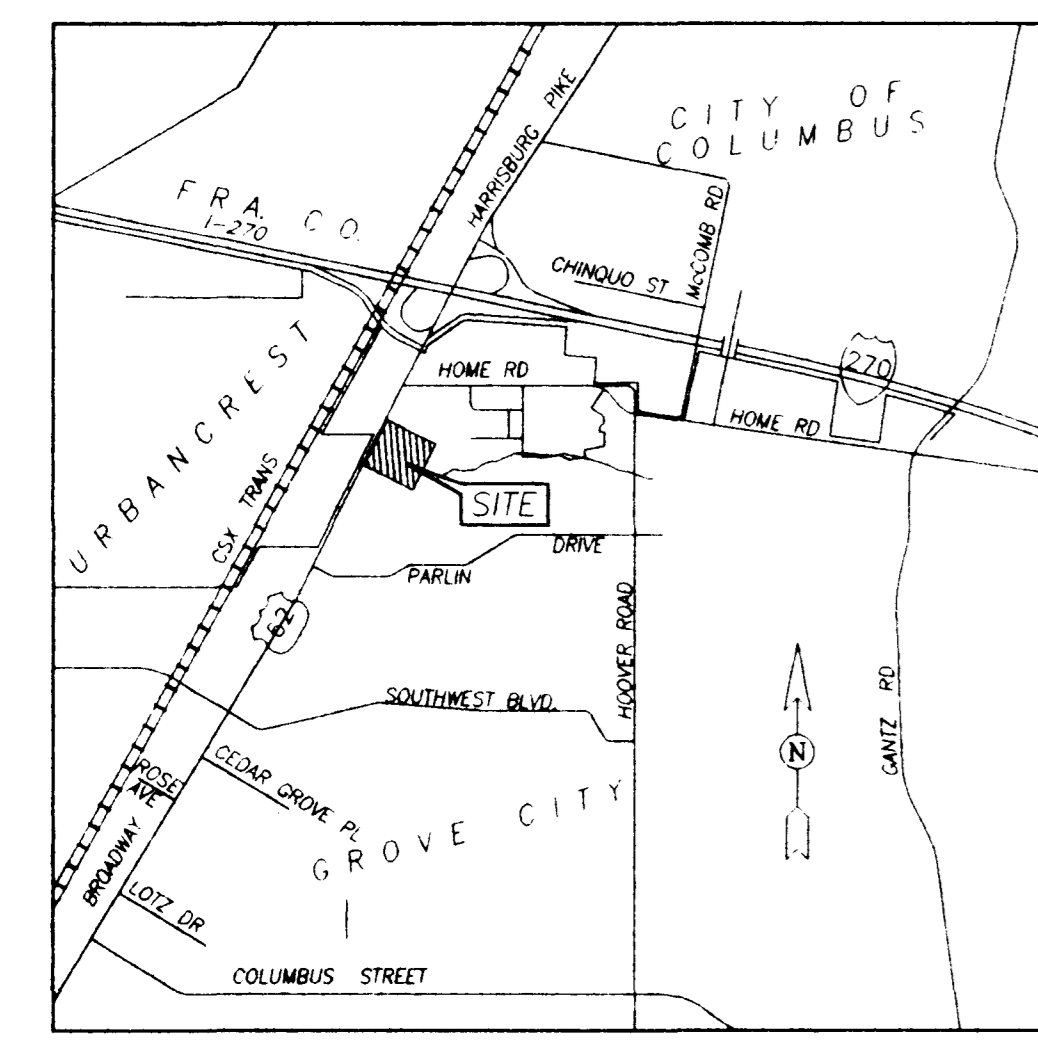 CITY OF
COLUMBUS
HARRISBURG PIKE
FRA. CO.
I-270
McCOMB RD
CHINQUO ST
HOME RD
270
HOME RD
URBANCREST
CSX TRANS
SITE
PARLIN DRIVE
62
HOOVER ROAD
SOUTHWEST BLVD.
GANTZ RD
N
CEDAR GROVE PL
ROSE
AVE
BROADWAY
GROVE CITY
LOTZ DR
COLUMBUS STREET